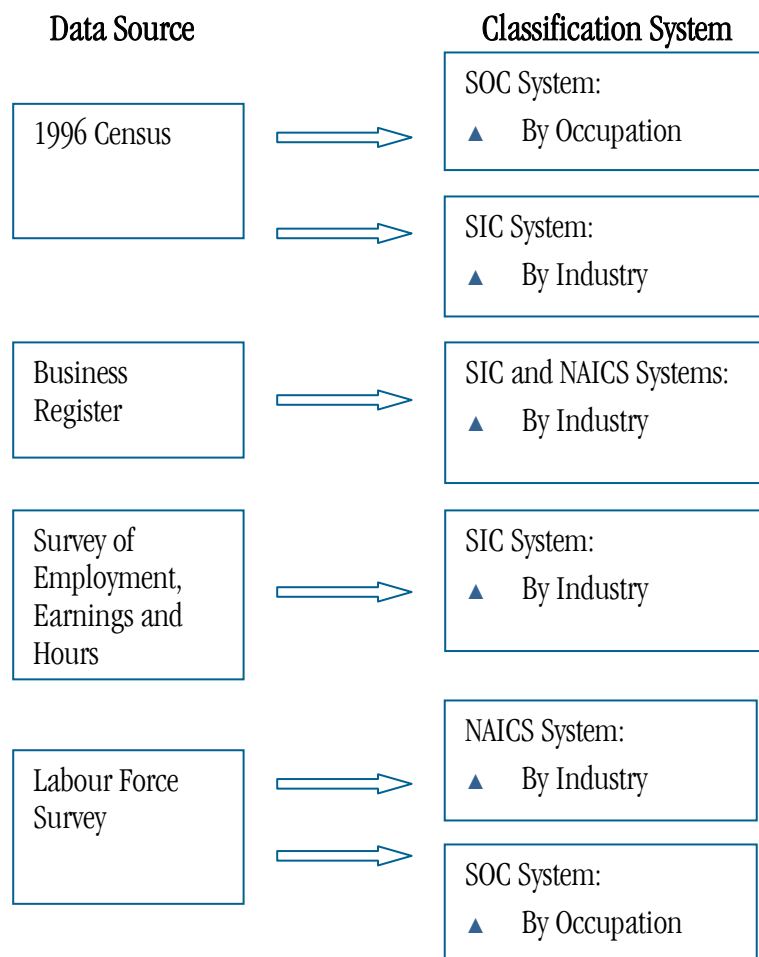 Data Source
Classification System
1996 Census
SOC System:
▲ By Occupation
SIC System:
▲ By Industry
Business
Register
SIC and NAICS Systems:
▲ By Industry
Survey of
Employment,
Earnings and
Hours
SIC System:
▲ By Industry
Labour Force
Survey
NAICS System:
▲ By Industry
SOC System:
▲ By Occupation